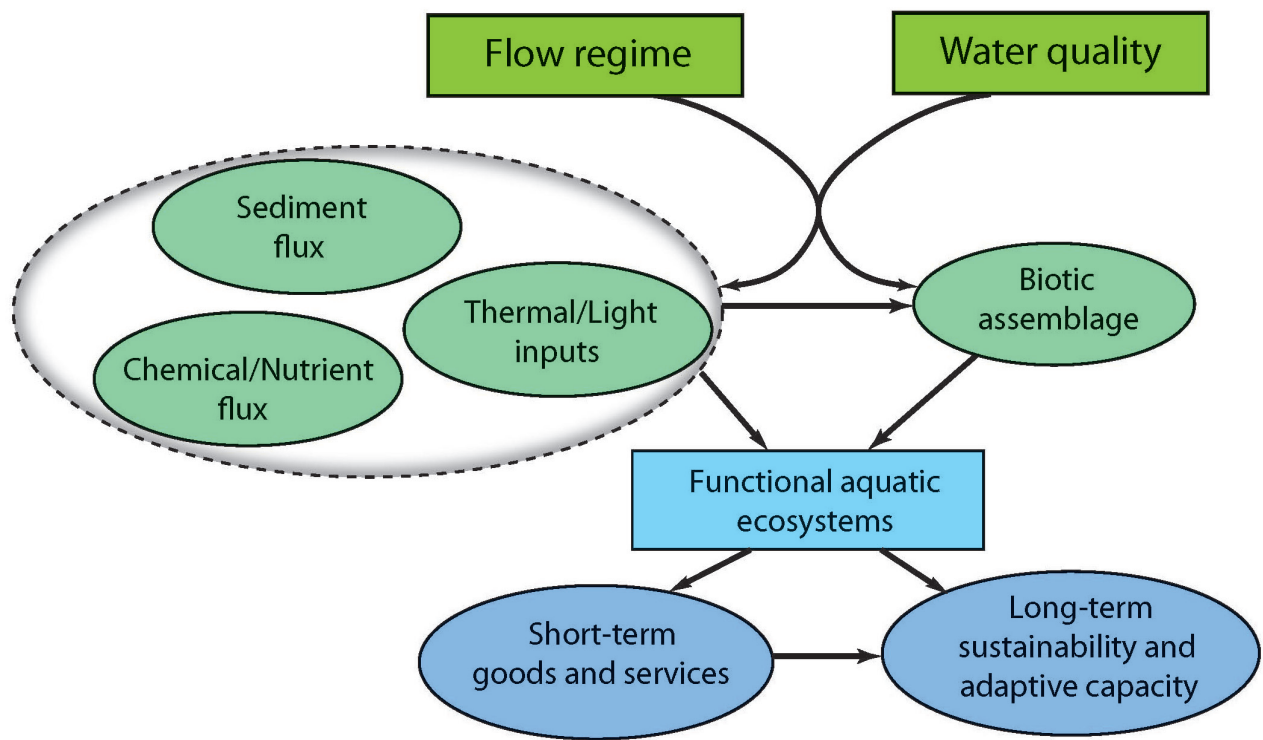 Flow regime
Water quality
Sediment
flux
Thermal/Light
inputs
Chemical/Nutrient
flux
Biotic
assemblage
Functional aquatic
ecosystems
Short-term
goods and services
Long-term
sustainability and
adaptive capacity